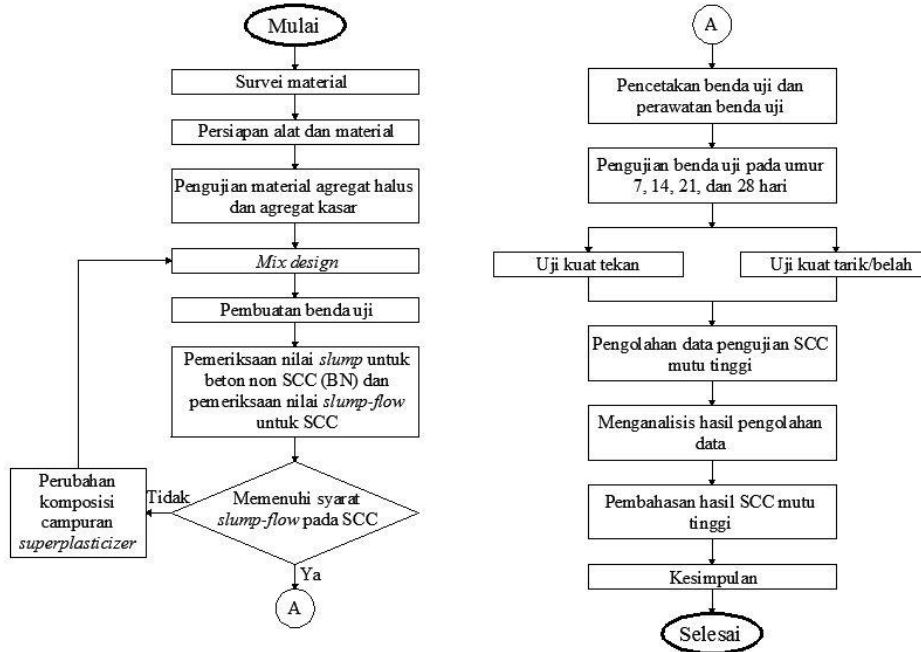 Mulai
Survei material
Persiapan alat dan material
Pengujian material agregat halus
dan agregat kasar
Mix design
Pembuatan benda uji
Pemeriksaan nilai slump untuk
beton non SCC (BN) dan
pemeriksaan nilai slump-flow
untuk SCC
Memenuhi syarat
slump-flow pada SCC
Tidak
Perubahan
komposisi
campuran
superplasticizer
Ya
A
A
Pencetakan benda uji dan
perawatan benda uji
Pengujian benda uji pada umur
7, 14, 21, dan 28 hari
Uji kuat tekan
Uji kuat tarik/belah
Pengolahan data pengujian SCC
mutu tinggi
Menganalisis hasil pengolahan
data
Pembahasan hasil SCC mutu
tinggi
Kesimpulan
Selesai